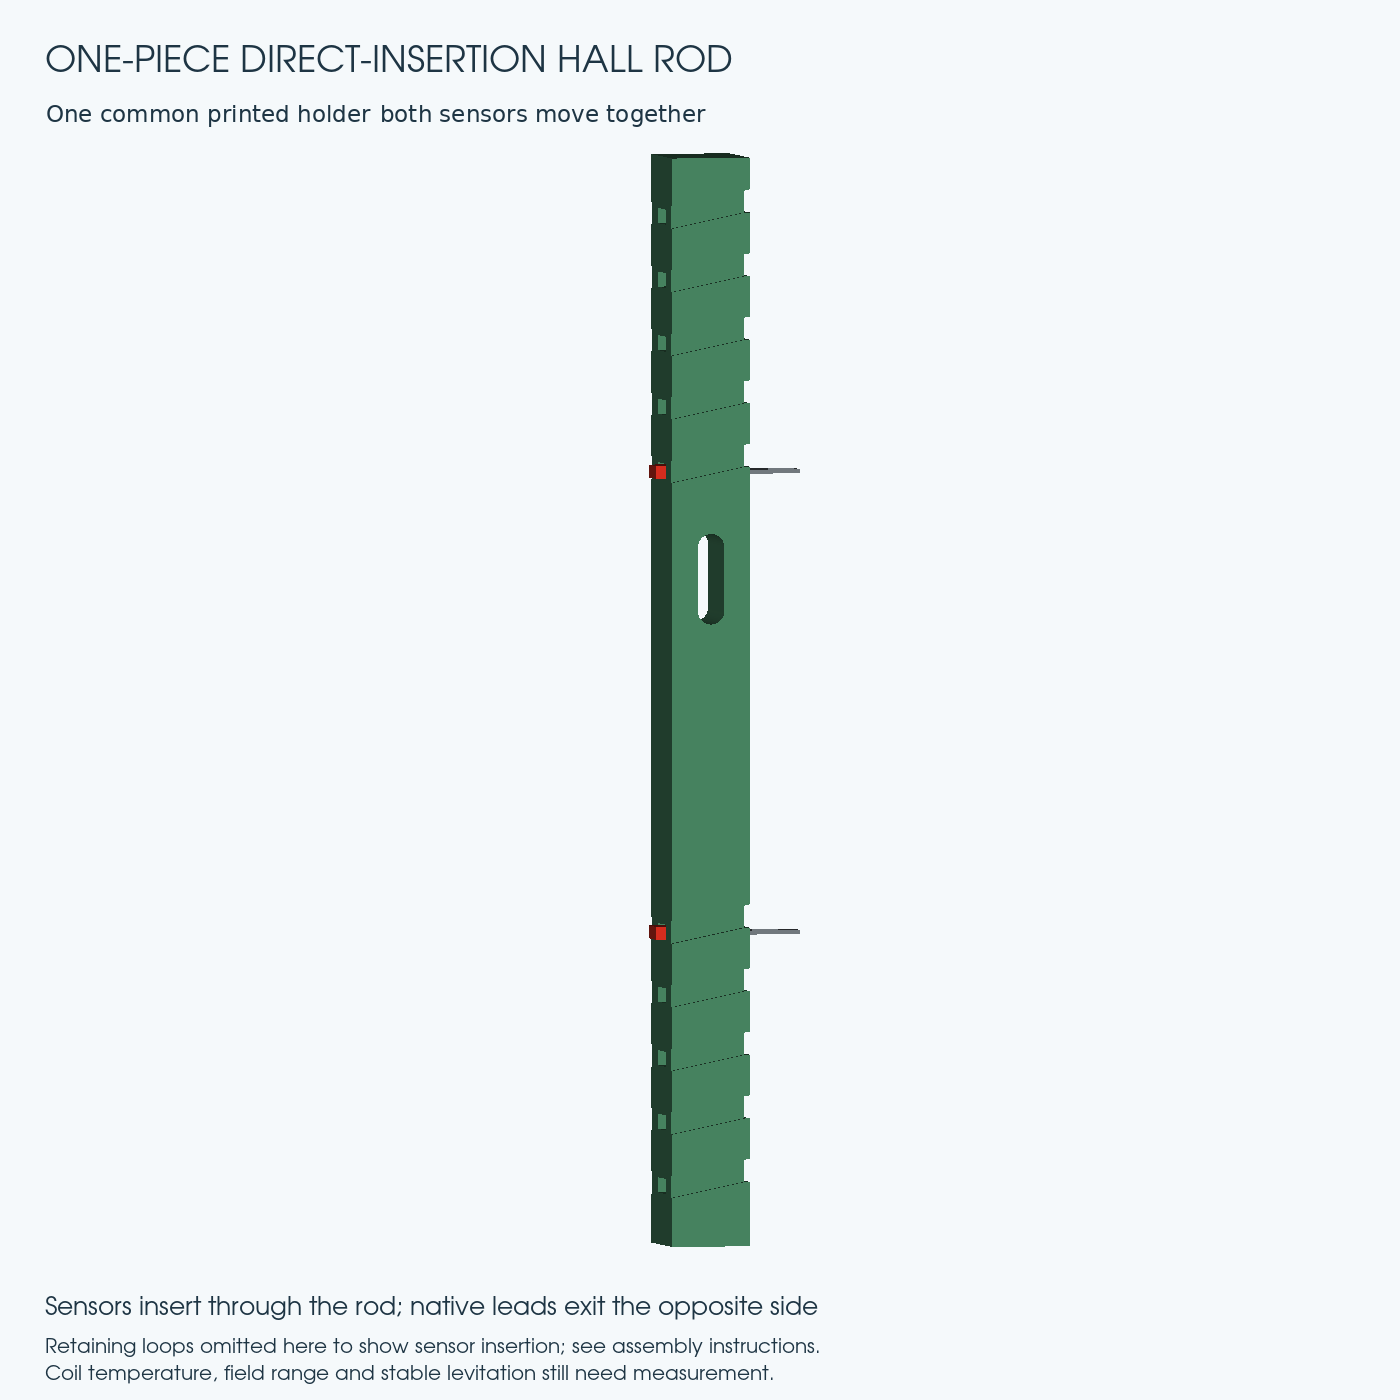 ONE-PIECE DIRECT-INSERTION HALL ROD
One common printed holder both sensors move together
Sensors insert through the rod; native leads exit the opposite side
Retaining loops omitted here to show sensor insertion; see assembly instructions.
Coil temperature, field range and stable levitation still need measurement.